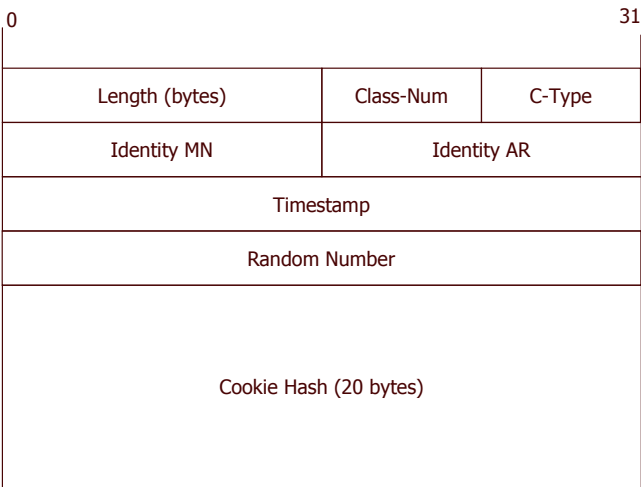 0 31
Length (bytes) Class-Num C-Type
Identity MN Identity AR
Timestamp
Random Number
Cookie Hash (20 bytes)